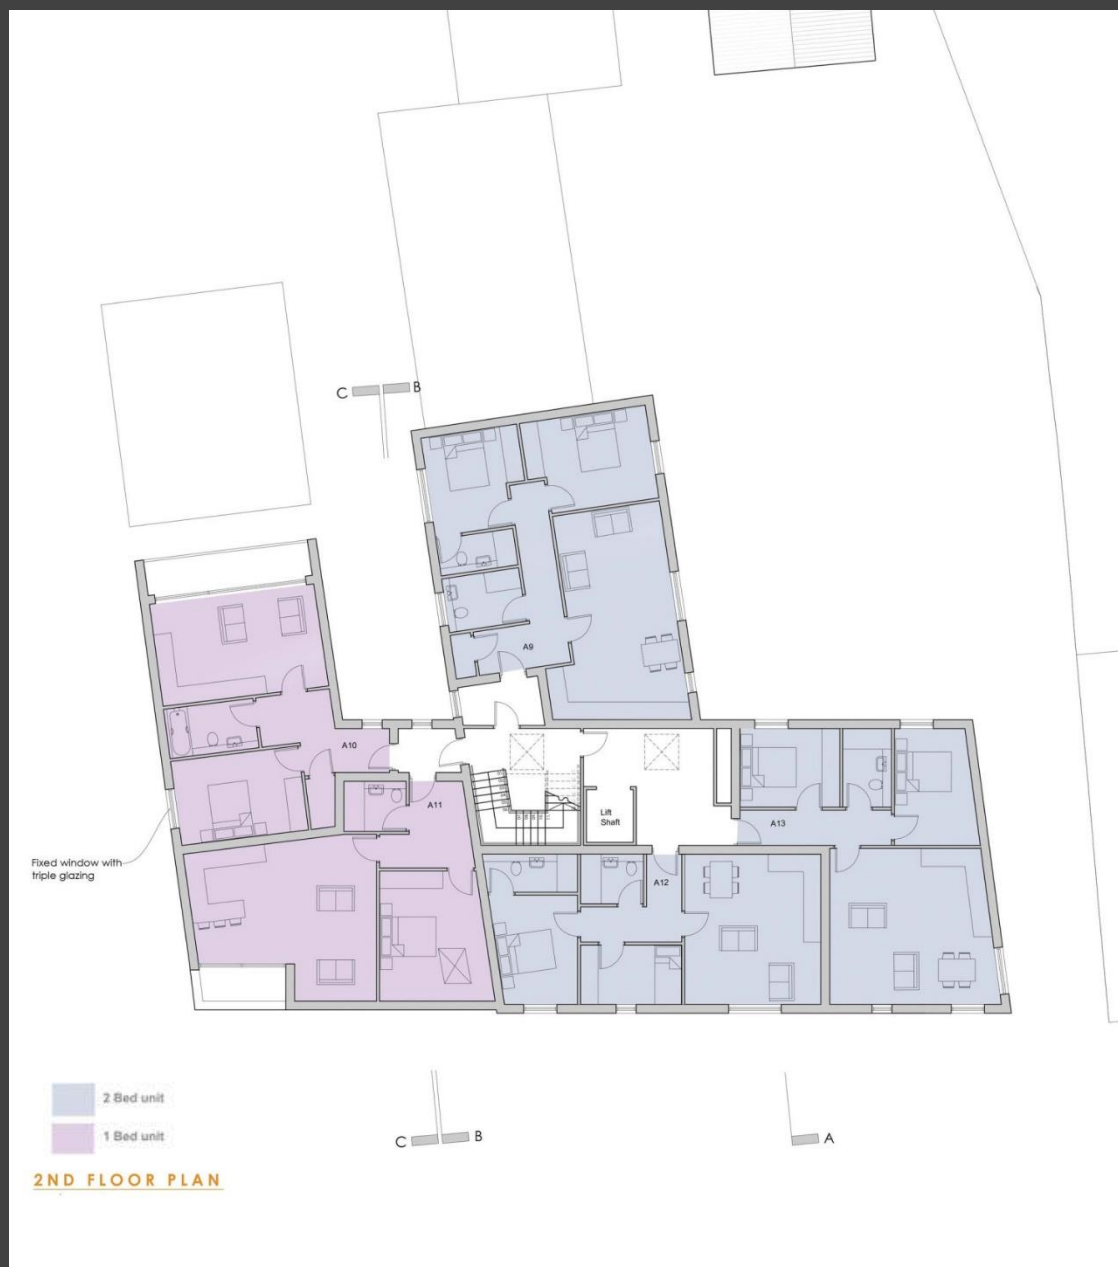 C
B
A9
A10
A11
Lift
Shaft
A13
A12
Fixed window with
triple glazing
2 Bed unit
1 Bed unit
C
B
A
2ND FLOOR PLAN